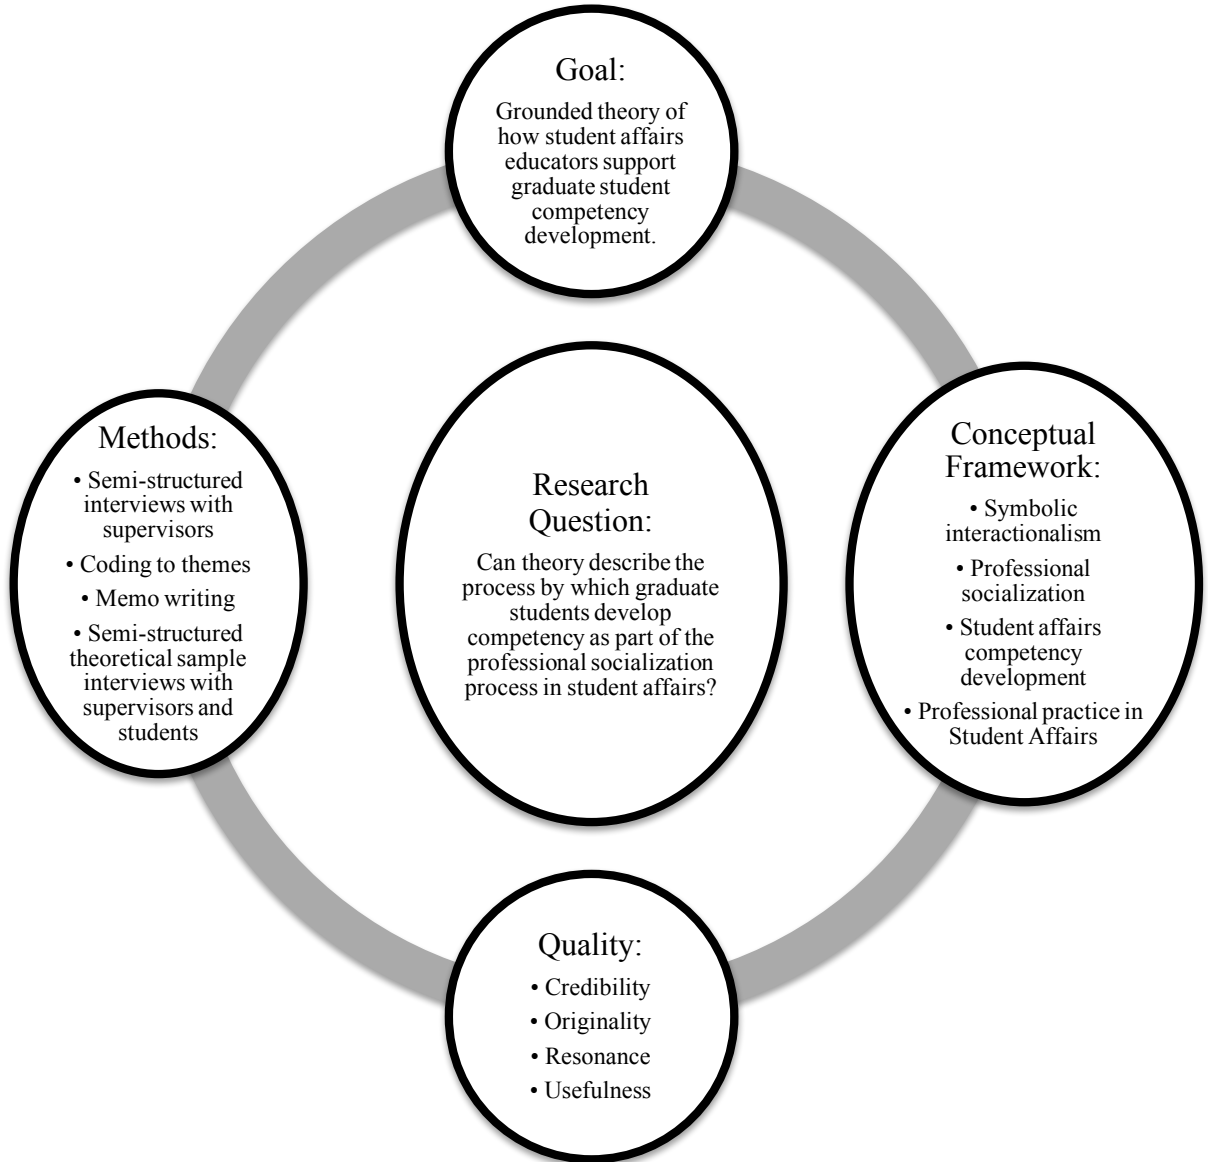 Goal:
Grounded theory of
how student affairs
educators support
graduate student
competency
development.
Methods:
• Semi-structured
interviews with
supervisors
• Coding to themes
• Memo writing
• Semi-structured
theoretical sample
interviews with
supervisors and
students
Research
Question:
Can theory describe the
process by which graduate
students develop
competency as part of the
professional socialization
process in student affairs?
Conceptual
Framework:
• Symbolic
interactionalism
• Professional
socialization
• Student affairs
competency
development
• Professional practice in
Student Affairs
Quality:
• Credibility
• Originality
• Resonance
• Usefulness